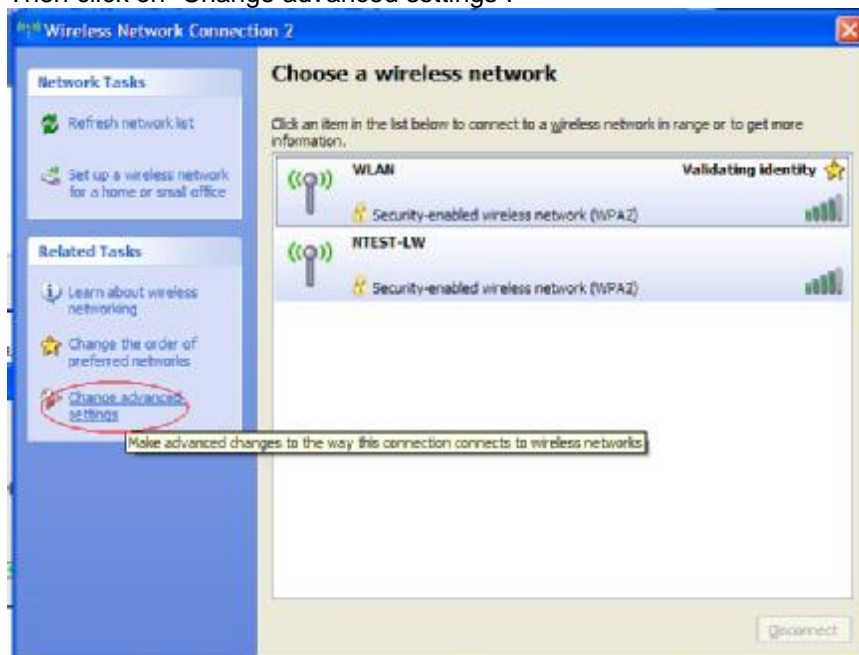 Then click on "Change advanced settings".
Wireless Network Connection 2
Network Tasks
Refresh network list
Set up a wireless network
for a home or small office
Related Tasks
Learn about wireless
networking
Change the order of
preferred networks
Change advanced
settings
Choose a wireless network
Click an item in the list below to connect to a wireless network in range or to get more
information.
WLAN
Validating identity
Security-enabled wireless network (WPA2)
NTEST-LW
Security-enabled wireless network (WPA2)
Make advanced changes to the way this connection connects to wireless networks
Disconnect